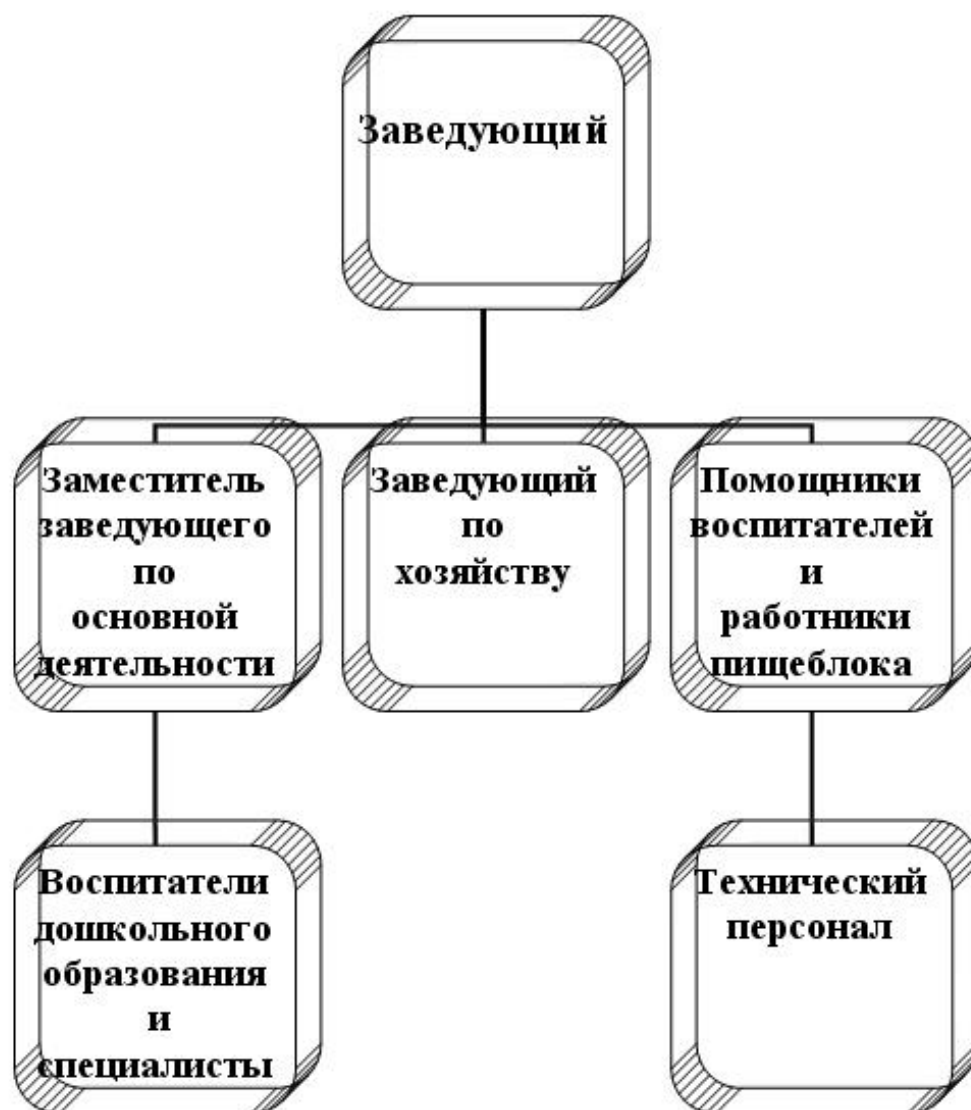 Заведующий
Заместитель
заведующего
по
основной
деятельности
Заведующий
по
хозяйству
Помощники
воспитателей
и
работники
пищеблока
Воспитатели
дошкольного
образования
и
специалисты
Технический
персонал